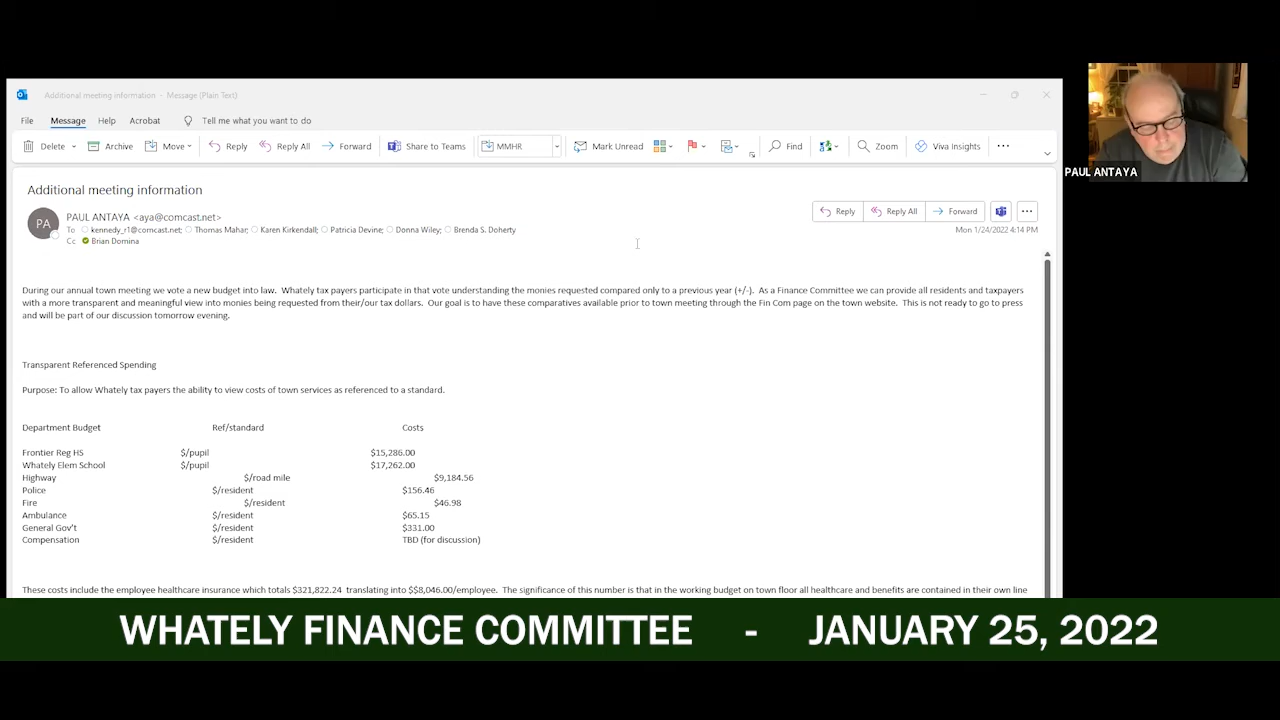 Additional meeting information - Message (Plain Text)
File Message Help Acrobat Tell me what you want to do
Delete Archive Move Reply Reply All Forward Share to Teams MMHR Mark Unread Find Zoom Viva Insights
Additional meeting information
PA PAUL ANTAYA <aya@comcast.net>
Reply Reply All Forward
To kennedy_r1@comcast.net; Thomas Mahar; Karen Kirkendall; Patricia Devine; Donna Wiley; Brenda S. Doherty
Mon 1/24/2022 4:14 PM
Cc Brian Domina
During our annual town meeting we vote a new budget into law. Whately tax payers participate in that vote understanding the monies requested compared only to a previous year (+/-). As a Finance Committee we can provide all residents and taxpayers
with a more transparent and meaningful view into monies being requested from their/our tax dollars. Our goal is to have these comparatives available prior to town meeting through the Fin Com page on the town website. This is not ready to go to press
and will be part of our discussion tomorrow evening.
Transparent Referenced Spending
Purpose: To allow Whately tax payers the ability to view costs of town services as referenced to a standard.
Department Budget Ref/standard Costs
Frontier Reg HS $/pupil $15,286.00
Whately Elem School $/pupil $17,262.00
Highway $/road mile $9,184.56
Police $/resident $156.46
Fire $/resident $46.98
Ambulance $/resident $65.15
General Gov't $/resident $331.00
Compensation $/resident TBD (for discussion)
These costs include the employee healthcare insurance which totals $321,822.24 translating into $$8,046.00/employee. The significance of this number is that in the working budget on town floor all healthcare and benefits are contained in their own line
PAUL ANTAYA
WHATELY FINANCE COMMITTEE - JANUARY 25, 2022